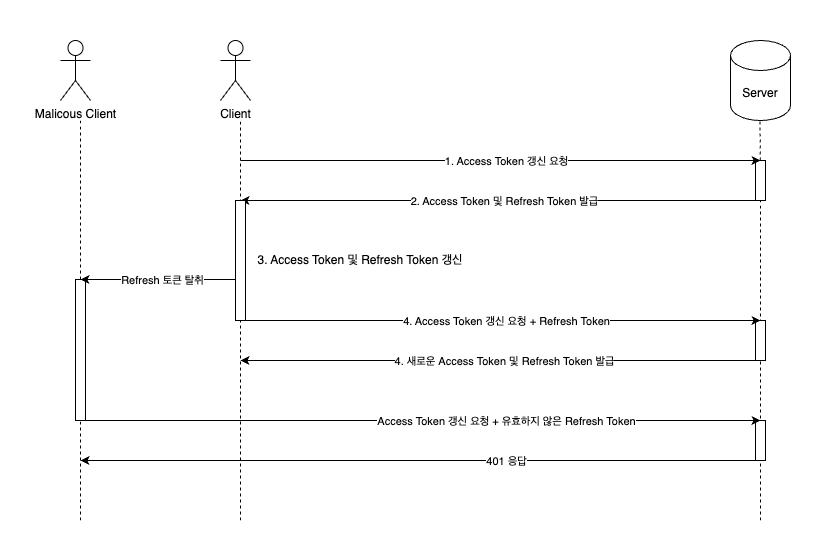 Malicous Client
Client
Server
1. Access Token 갱신 요청
2. Access Token 및 Refresh Token 발급
3. Access Token 및 Refresh Token 갱신
Refresh 토큰 탈취
4. Access Token 갱신 요청 + Refresh Token
4. 새로운 Access Token 및 Refresh Token 발급
Access Token 갱신 요청 + 유효하지 않은 Refresh Token
401 응답